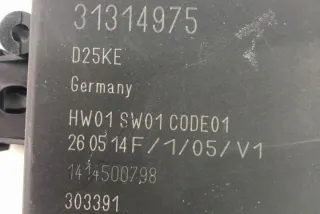 31314975
D25KE
Germany
HW01 SW01 CODE01
26 05 14 F/1/05/V1
1414500798
303391